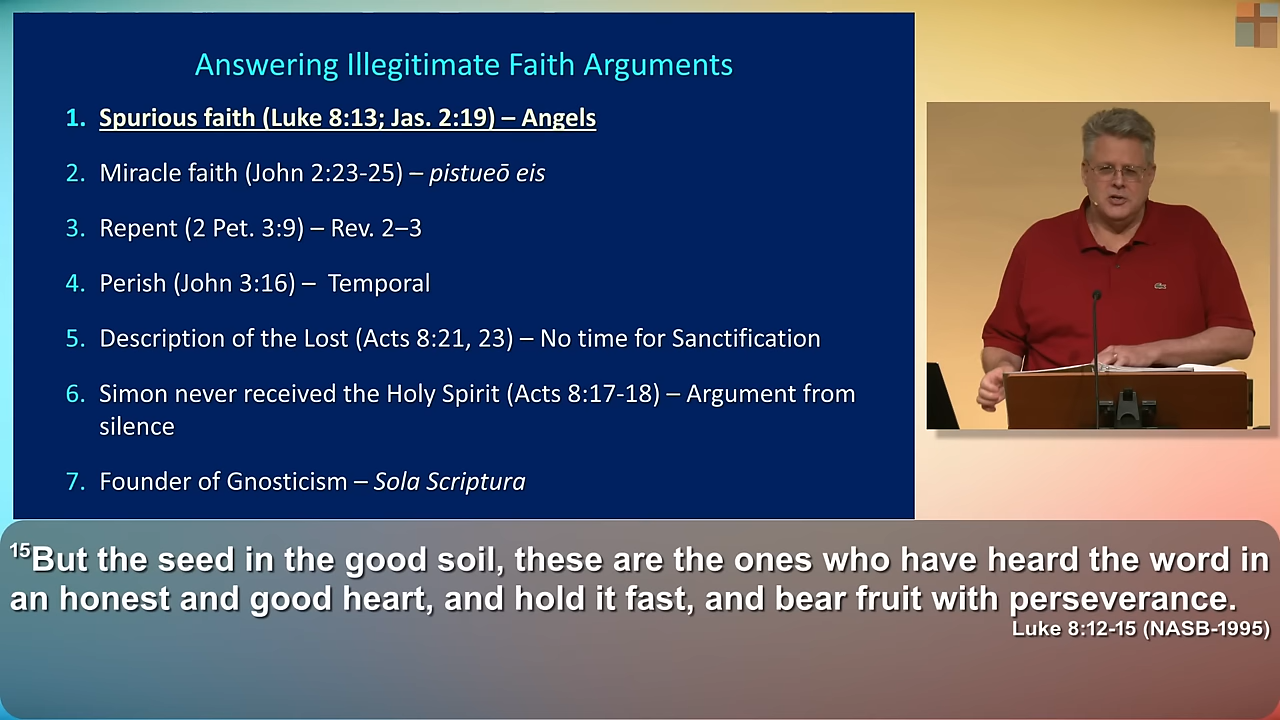 Answering Illegitimate Faith Arguments
1. Spurious faith (Luke 8:13; Jas. 2:19) – Angels
2. Miracle faith (John 2:23-25) – pistueō eis
3. Repent (2 Pet. 3:9) – Rev. 2–3
4. Perish (John 3:16) – Temporal
5. Description of the Lost (Acts 8:21, 23) – No time for Sanctification
6. Simon never received the Holy Spirit (Acts 8:17-18) – Argument from
silence
7. Founder of Gnosticism – Sola Scriptura
15But the seed in the good soil, these are the ones who have heard the word in
an honest and good heart, and hold it fast, and bear fruit with perseverance.
Luke 8:12-15 (NASB-1995)